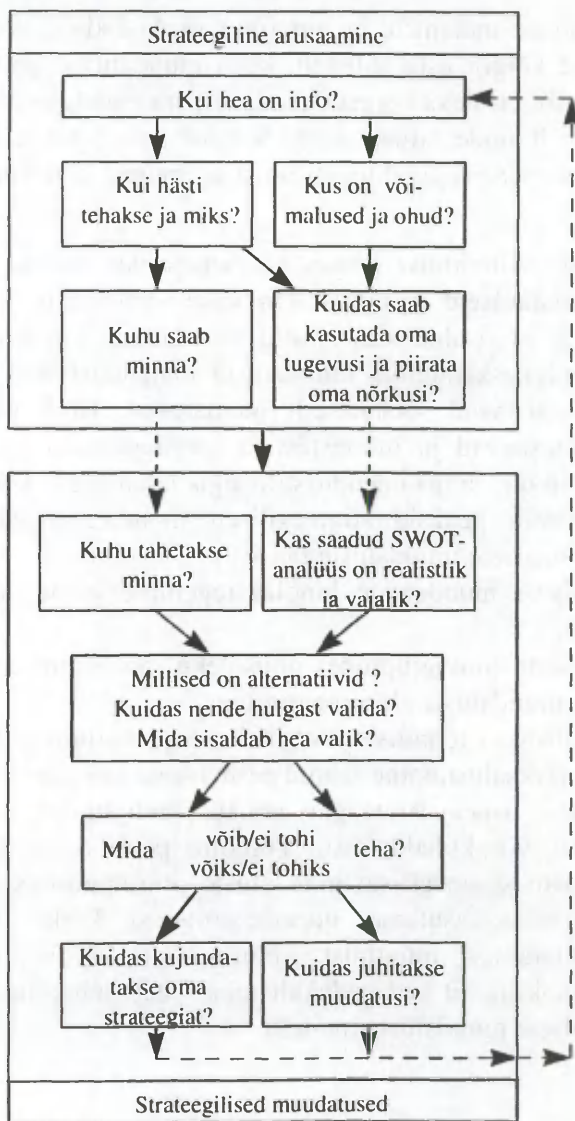 Strateegiline arusaamine
Kui hea on info?
Kui hästi
tehakse ja miks?
Kus on või-
malused ja ohud?
Kuhu saab
minna?
Kuidas saab
kasutada oma
tugevusi ja piirata
oma nõrkusi?
Kuhu tahetakse
minna?
Kas saadud SWOT-
analüüs on realistlik
ja vajalik?
Millised on alternatiivid ?
Kuidas nende hulgast valida?
Mida sisaldab hea valik?
Mida võib/ei tohi teha?
võiks/ei tohiks
Kuidas kujunda-
takse oma
strateegiat?
Kuidas juhitakse
muudatusi?
Strateegilised muudatused